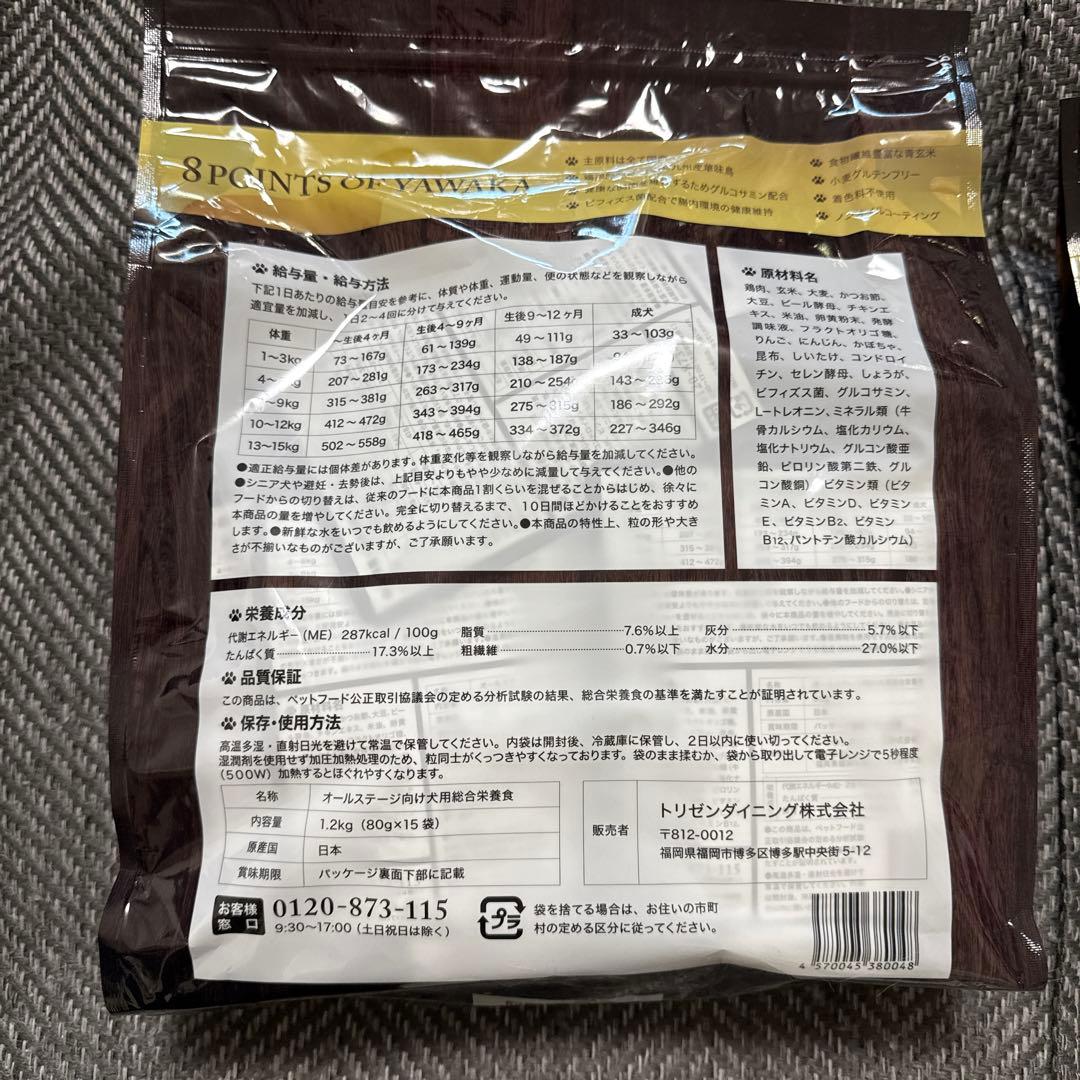 8 POINTS OF YAWAKA
主原料は全て国
産華味鳥
するためグルコサミン配合
ビフィズス菌配合で腸内環境の健康維持
食物繊維豊富な青玄米
小麦グルテンフリー
着色料不使用
ルコーティング
給与量・給与方法
下記1日あたりの給与量目安を参考に、体質や体重、運動量、便の状態などを観察しながら
適宜量を加減し、1日2〜4回に分けて与えてください。
体重 〜生後4ヶ月 生後4〜9ヶ月 生後9〜12ヶ月 成犬
1〜3kg 73〜167g 61〜139g 49〜111g 33〜103g
207〜281g 173〜234g 138〜187g
〜9kg 315〜381g 263〜317g 210〜254g 143〜
10〜12kg 412〜472g 343〜394g 275〜315g 186〜292g
13〜15kg 502〜558g 418〜465g 334〜372g 227〜346g
●適正給与量には個体差があります。体重変化等を観察しながら給与量を加減してください。
●シニア犬や避妊・去勢後は、上記目安よりもやや少なめに減量して与えてください。●他の
フードからの切り替えは、従来のフードに本商品1割くらいを混ぜることからはじめ、徐々に
本商品の量を増やしてください。完全に切り替えるまで、10日間ほどかけることをおすすめ
します。●新鮮な水をいつでも飲めるようにしてください。●本商品の特性上、粒の形や大き
さが不揃いなものがございますが、ご了承願います。
原材料名
鶏肉、玄米、大麦、かつお節、
大豆、ビール酵母、チキンエ
キス、米油、卵黄粉末、発酵
調味液、フラクトオリゴ糖、
りんご、にんじん、かぼちゃ、
昆布、しいたけ、コンドロイ
チン、セレン酵母、しょうが、
ビフィズス菌、グルコサミン、
L-トレオニン、ミネラル類（牛
骨カルシウム、塩化カリウム、
塩化ナトリウム、グルコン酸亜
鉛、ピロリン酸第二鉄、グル
コン酸銅）、ビタミン類（ビタ
ミンA、ビタミンD、ビタミン
E、ビタミンB2、ビタミン
B12、パントテン酸カルシウム）
栄養成分
代謝エネルギー（ME） 287kcal / 100g 脂質 7.6%以上 灰分 5.7%以下
たんぱく質 17.3%以上 粗繊維 0.7%以下 水分 27.0%以下
品質保証
この商品は、ペットフード公正取引協議会の定める分析試験の結果、総合栄養食の基準を満たすことが証明されています。
保存・使用方法
高温多湿・直射日光を避けて常温で保管してください。内袋は開封後、冷蔵庫に保管し、2日以内に使い切ってください。
湿潤剤を使用せず加圧加熱処理のため、粒同士がくっつきやすくなっております。袋のまま揉むか、袋から取り出して電子レンジで5秒程度
（500W）加熱するとほぐれやすくなります。
名称 オールステージ向け犬用総合栄養食
内容量 1.2kg（80g×15袋）
原産国 日本
賞味期限 パッケージ裏面下部に記載
販売者
トリゼンダイニング株式会社
〒812-0012
福岡県福岡市博多区博多駅中央街5-12
お客様
窓口
0120-873-115
9:30〜17:00（土日祝日は除く）
プラ
袋を捨てる場合は、お住いの市町
村の定める区分に従ってください。
4 570045 380048